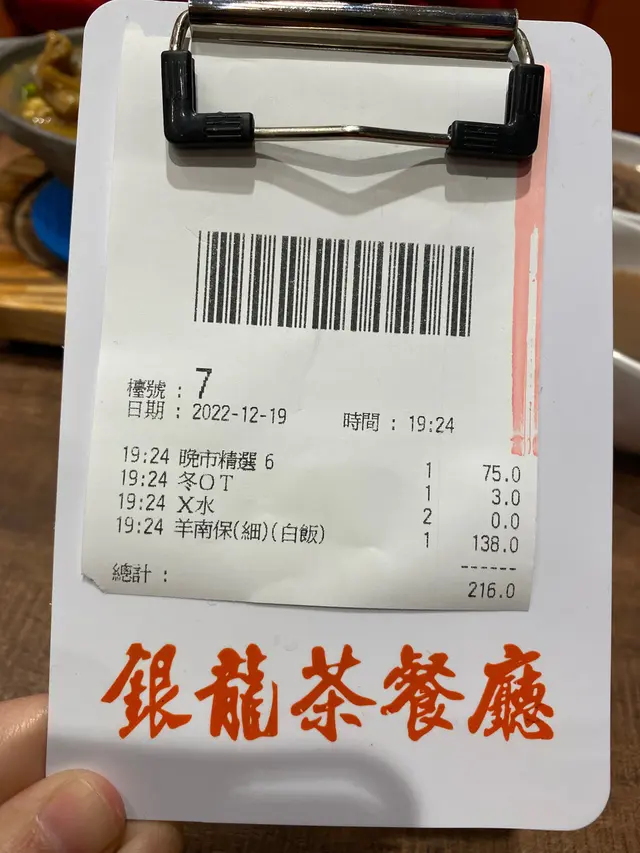 檯號 : 7
日期 : 2022-12-19 時間 : 19:24
19:24 晚市精選 6 1 75.0
19:24 冬OT 1 3.0
19:24 X水 2 0.0
19:24 羊南保(細)(白飯) 1 138.0
------
總計 : 216.0
銀龍茶餐廳